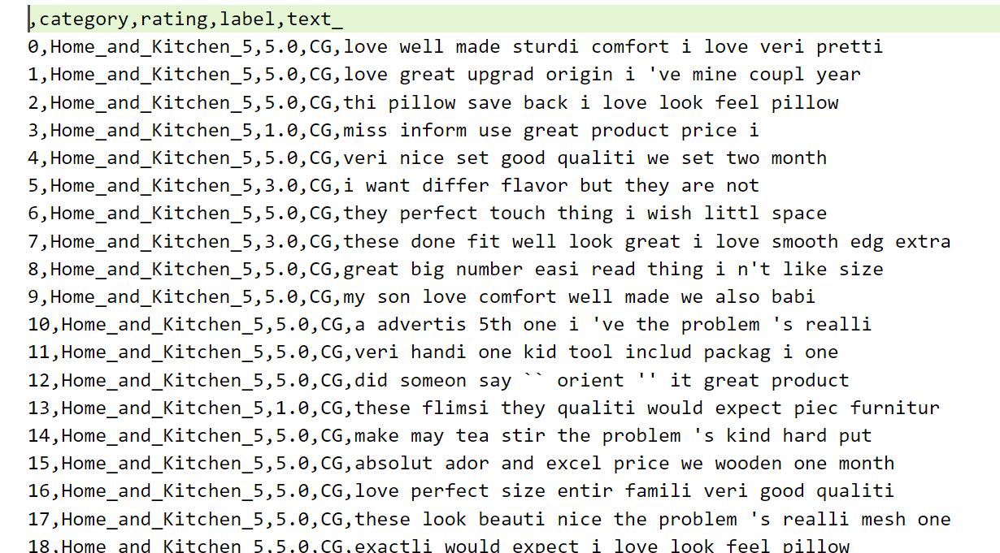 ,category,rating,label,text_
0,Home_and_Kitchen_5,5.0,CG,love well made sturdi comfort i love veri pretti
1,Home_and_Kitchen_5,5.0,CG,love great upgrad origin i 've mine coupl year
2,Home_and_Kitchen_5,5.0,CG,thi pillow save back i love look feel pillow
3,Home_and_Kitchen_5,1.0,CG,miss inform use great product price i
4,Home_and_Kitchen_5,5.0,CG,veri nice set good qualiti we set two month
5,Home_and_Kitchen_5,3.0,CG,i want differ flavor but they are not
6,Home_and_Kitchen_5,5.0,CG,they perfect touch thing i wish littl space
7,Home_and_Kitchen_5,3.0,CG,these done fit well look great i love smooth edg extra
8,Home_and_Kitchen_5,5.0,CG,great big number easi read thing i n't like size
9,Home_and_Kitchen_5,5.0,CG,my son love comfort well made we also babi
10,Home_and_Kitchen_5,5.0,CG,a advertis 5th one i 've the problem 's realli
11,Home_and_Kitchen_5,5.0,CG,veri handi one kid tool includ packag i one
12,Home_and_Kitchen_5,5.0,CG,did someon say `` orient '' it great product
13,Home_and_Kitchen_5,1.0,CG,these flimsi they qualiti would expect piec furnitur
14,Home_and_Kitchen_5,5.0,CG,make may tea stir the problem 's kind hard put
15,Home_and_Kitchen_5,5.0,CG,absolut ador and excel price we wooden one month
16,Home_and_Kitchen_5,5.0,CG,love perfect size entir famili veri good qualiti
17,Home_and_Kitchen_5,5.0,CG,these look beauti nice the problem 's realli mesh one
18,Home_and_Kitchen_5,5.0,CG,exactli would expect i love look feel pillow